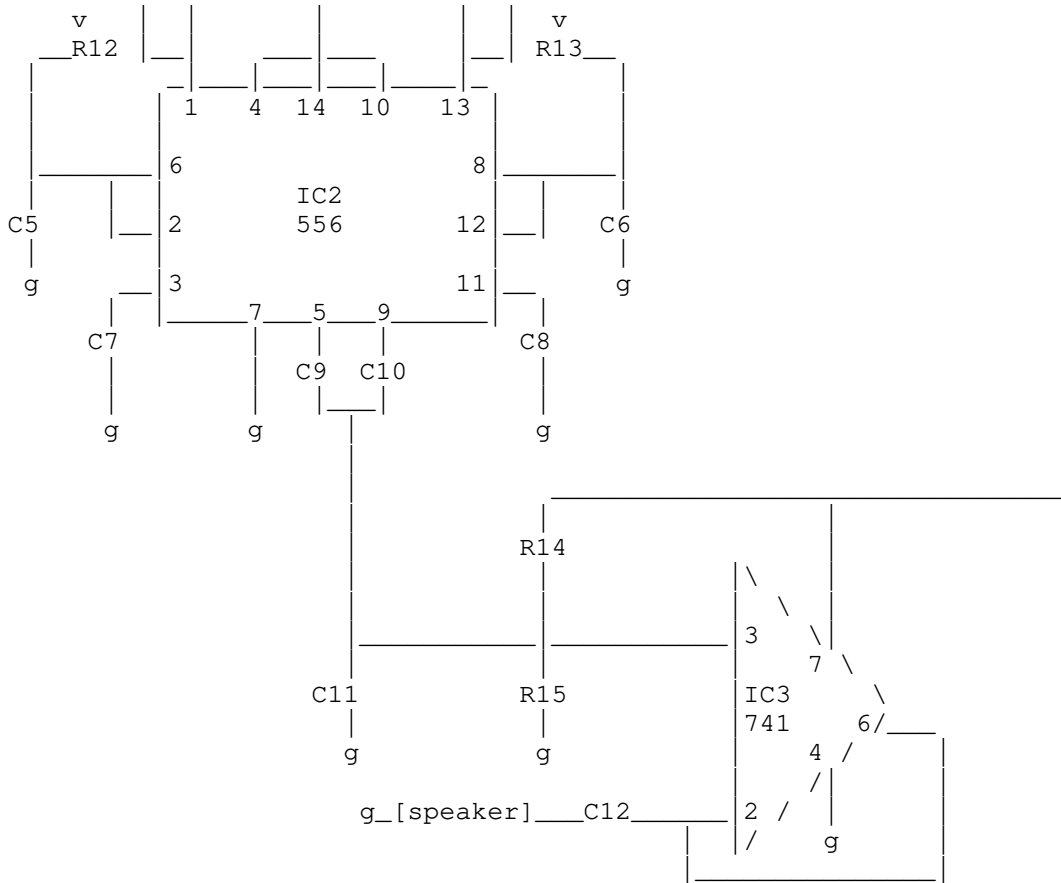 v v
R12 R13
1 4 14 10 13
6 8
IC2
C5 2 556 12 C6
g 3 11 g
7 5 9
C7 C8
C9 C10
g g g
R14
3
7
C11 R15 IC3
741 6
g g 4
g_[speaker]___C12 2
g